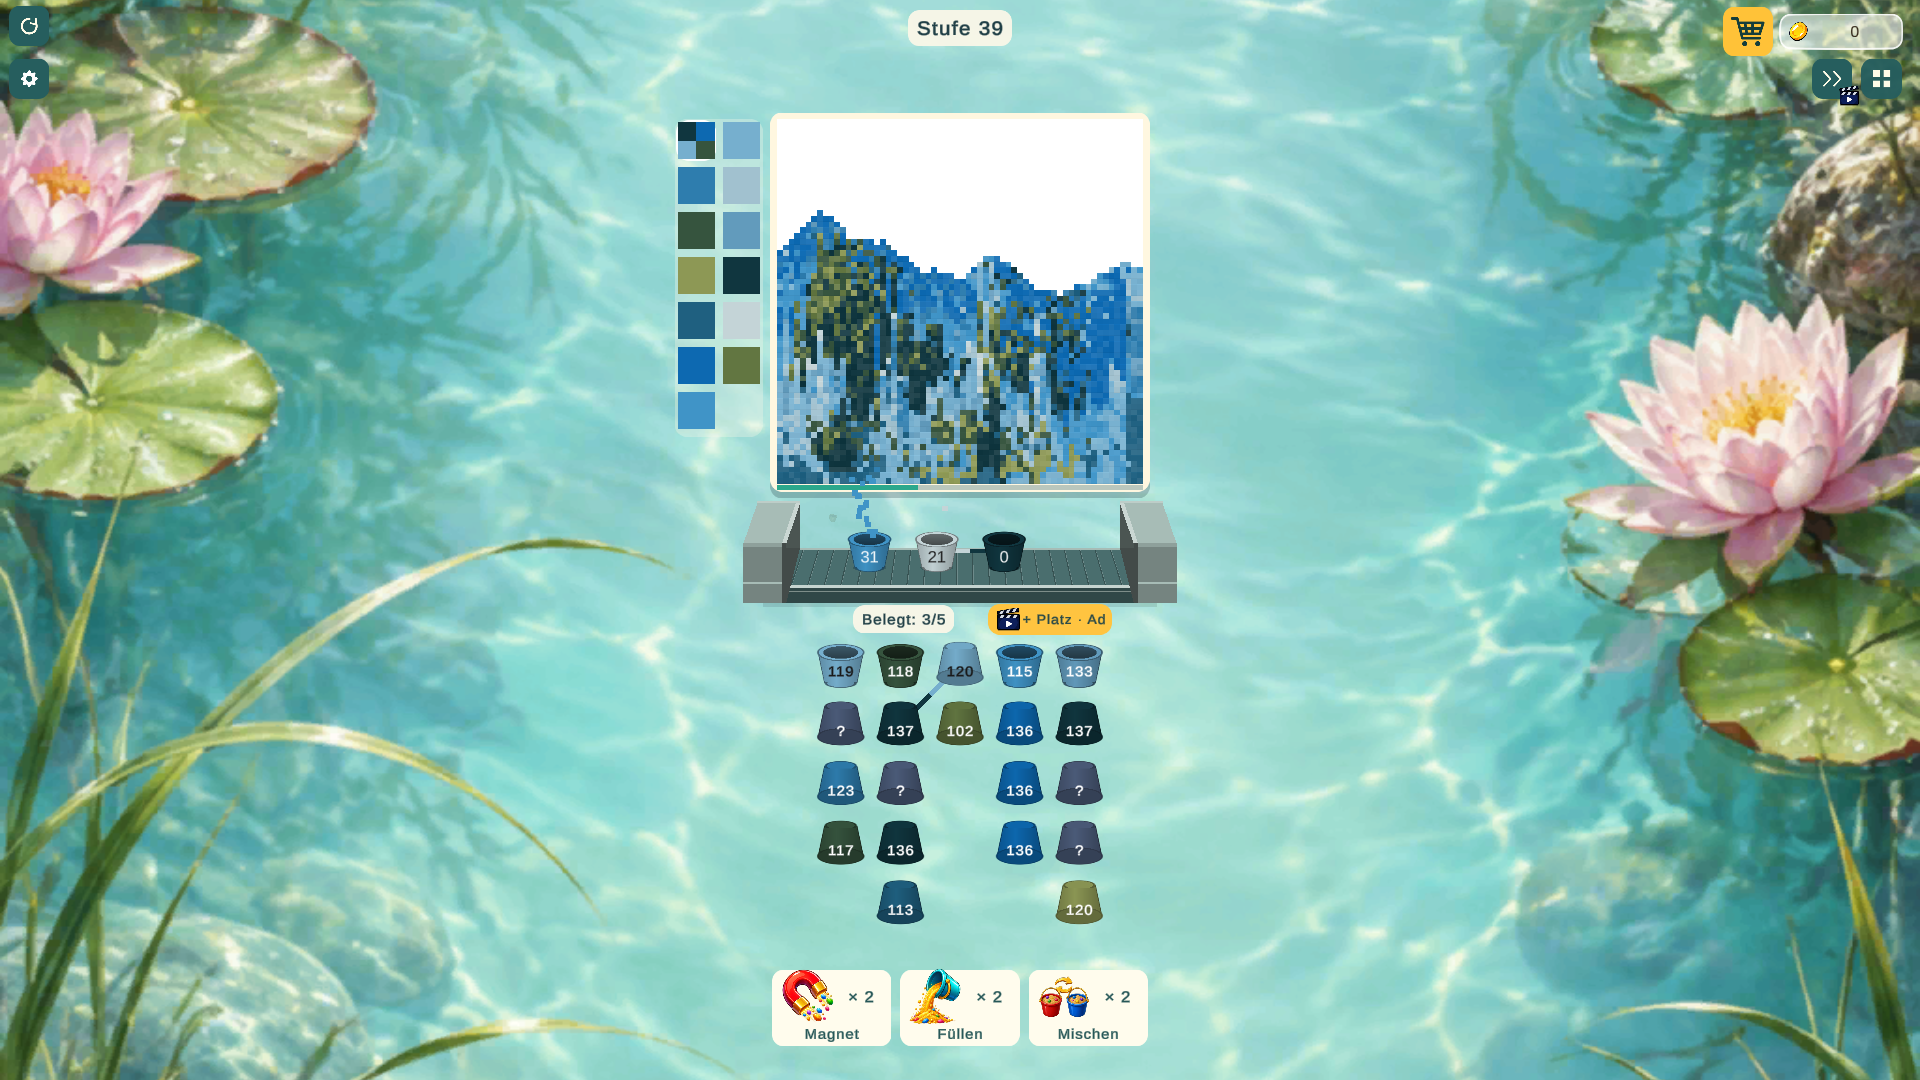 Stufe 39
0
31 21 0
Belegt: 3/5
+ Platz · Ad
119 118 120 115 133
? 137 102 136 137
123 ? 136 ?
117 136 136 ?
113 120
× 2 × 2 × 2
Magnet Füllen Mischen